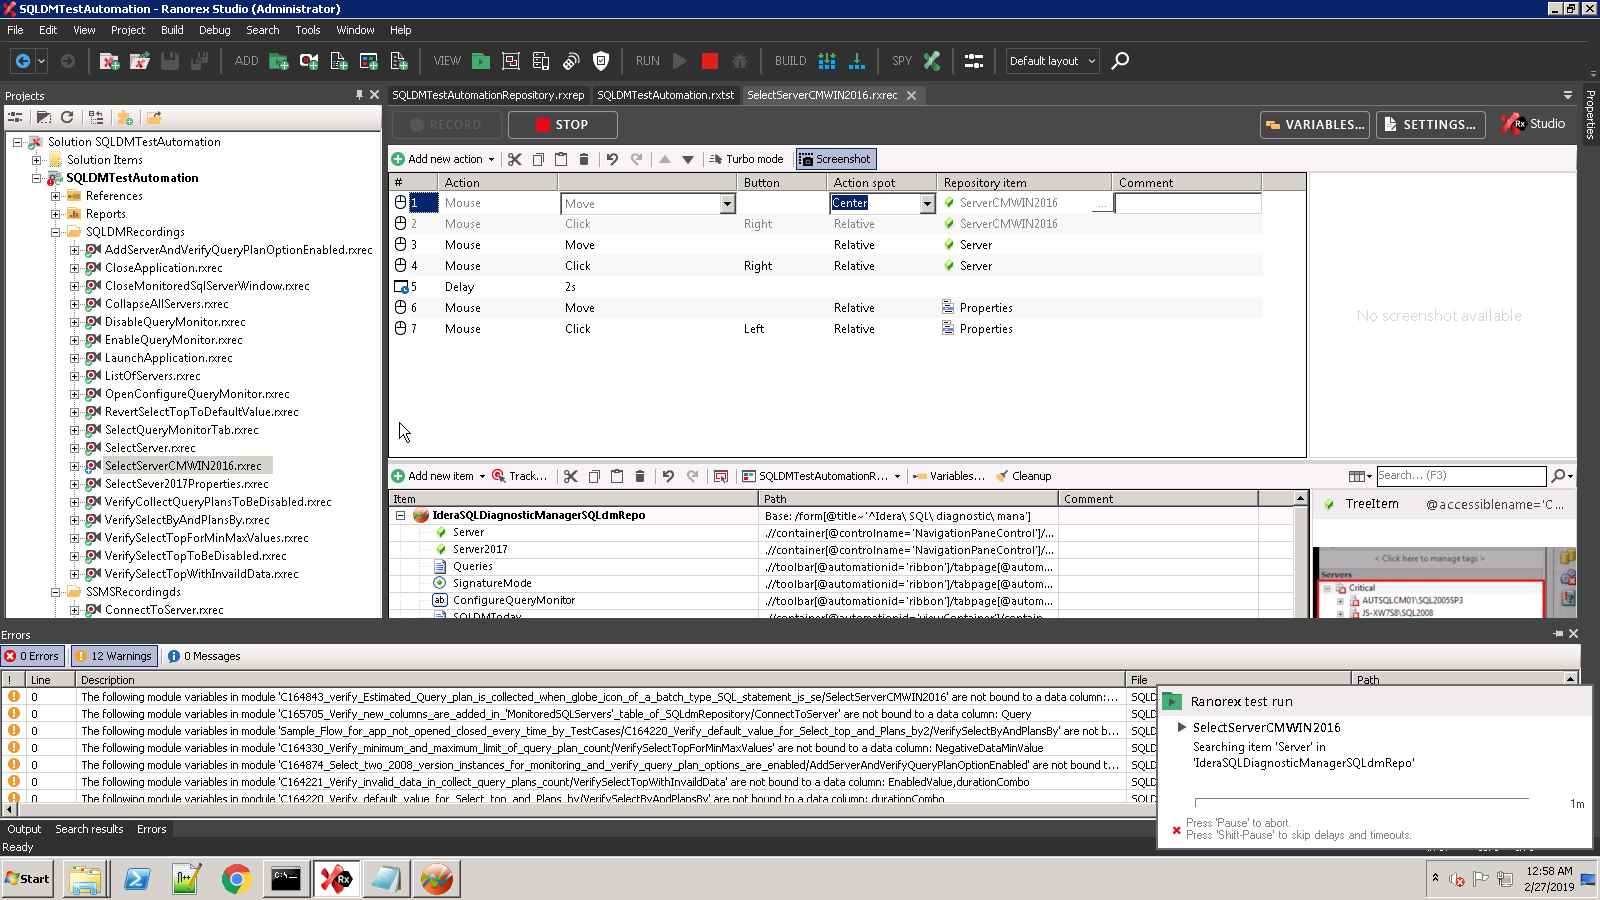 SQLDMTestAutomation - Ranorex Studio (Administrator)
File Edit View Project Build Debug Search Tools Window Help
ADD VIEW RUN BUILD SPY Default layout
Projects
SQLDMTestAutomationRepository.rxrep SQLDMTestAutomation.rxtst SelectServerCMWIN2016.rxrec
Properties
RECORD STOP VARIABLES... SETTINGS... Rx Studio
Add new action Turbo mode Screenshot
# Action Button Action spot Repository item Comment
1 Mouse Move Center ServerCMWIN2016 ...
2 Mouse Click Right Relative ServerCMWIN2016
3 Mouse Move Relative Server
4 Mouse Click Right Relative Server
5 Delay 2s
6 Mouse Move Relative Properties
7 Mouse Click Left Relative Properties
No screenshot available
Solution SQLDMTestAutomation
Solution Items
SQLDMTestAutomation
References
Reports
SQLDMRecordings
AddServerAndVerifyQueryPlanOptionEnabled.rxrec
CloseApplication.rxrec
CloseMonitoredSqlServerWindow.rxrec
CollapseAllServers.rxrec
DisableQueryMonitor.rxrec
EnableQueryMonitor.rxrec
LaunchApplication.rxrec
ListOfServers.rxrec
OpenConfigureQueryMonitor.rxrec
RevertSelectTopToDefaultValue.rxrec
SelectQueryMonitorTab.rxrec
SelectServer.rxrec
SelectServerCMWIN2016.rxrec
SelectSever2017Properties.rxrec
VerifyCollectQueryPlansToBeDisabled.rxrec
VerifySelectByAndPlansBy.rxrec
VerifySelectTopForMinMaxValues.rxrec
VerifySelectTopToBeDisabled.rxrec
VerifySelectTopWithInvaildData.rxrec
SSMSRecordingds
ConnectToServer.rxrec
Add new item Track... SQLDMTestAutomationR... Variables... Cleanup Search... (F3)
Item Path Comment
IderaSQLDiagnosticManagerSQLdmRepo Base: /form[@title~'^Idera\ SQL\ diagnostic\ mana']
Server .//container[@controlname='NavigationPaneControl']/...
Server2017 .//container[@controlname='NavigationPaneControl']/...
Queries .//toolbar[@automationid='ribbon']/tabpage[@autom...
SignatureMode .//toolbar[@automationid='ribbon']/tabpage[@autom...
ab ConfigureQueryMonitor .//toolbar[@automationid='ribbon']/tabpage[@autom...
SQLDMToday .//container[@automationid='viewContainer']/contain...
TreeItem @accessiblename='C...
< Click here to manage tags >
Servers
Critical
AUTSQLCM01\SQL2005SP3
JS-XW7S8\SQL2008
Errors
0 Errors 12 Warnings 0 Messages
! Line Description File Path
0 The following module variables in module 'C164843_verify_Estimated_Query_plan_is_collected_when_globe_icon_of_a_batch_type_SQL_statement_is_se/SelectServerCMWIN2016' are not bound to a data column:... SQLD
0 The following module variables in module 'C165705_Verify_new_columns_are_added_in_'MonitoredSQLServers'_table_of_SQLdmRepository/ConnectToServer' are not bound to a data column: Query SQLD
0 The following module variables in module 'Sample_Flow_for_app_not_opened_closed_every_time_by_TestCases/C164220_Verify_default_value_for_Select_top_and_Plans_by2/VerifySelectByAndPlansBy' are not b... SQLD
0 The following module variables in module 'C164330_Verify_minimum_and_maximum_limit_of_query_plan_count/VerifySelectTopForMinMaxValues' are not bound to a data column: NegativeDataMinValue SQLD
0 The following module variables in module 'C164874_Select_two_2008_version_instances_for_monitoring_and_verify_query_plan_options_are_enabled/AddServerAndVerifyQueryPlanOptionEnabled' are not bound t... SQLD
0 The following module variables in module 'C164221_Verify_invalid_data_in_collect_query_plans_count/VerifySelectTopWithInvaildData' are not bound to a data column: EnabledValue,durationCombo SQLD
0 The following module variables in module 'C164220_Verify_default_value_for_Select_top_and_Plans_by/VerifySelectByAndPlansBy' are not bound to a data column: durationCombo SQLD
Ranorex test run
SelectServerCMWIN2016
Searching item 'Server' in
'IderaSQLDiagnosticManagerSQLdmRepo'
1m
Press 'Pause' to abort.
Press 'Shift-Pause' to skip delays and timeouts.
Output Search results Errors
Ready
Start Rx 12:58 AM
2/27/2019